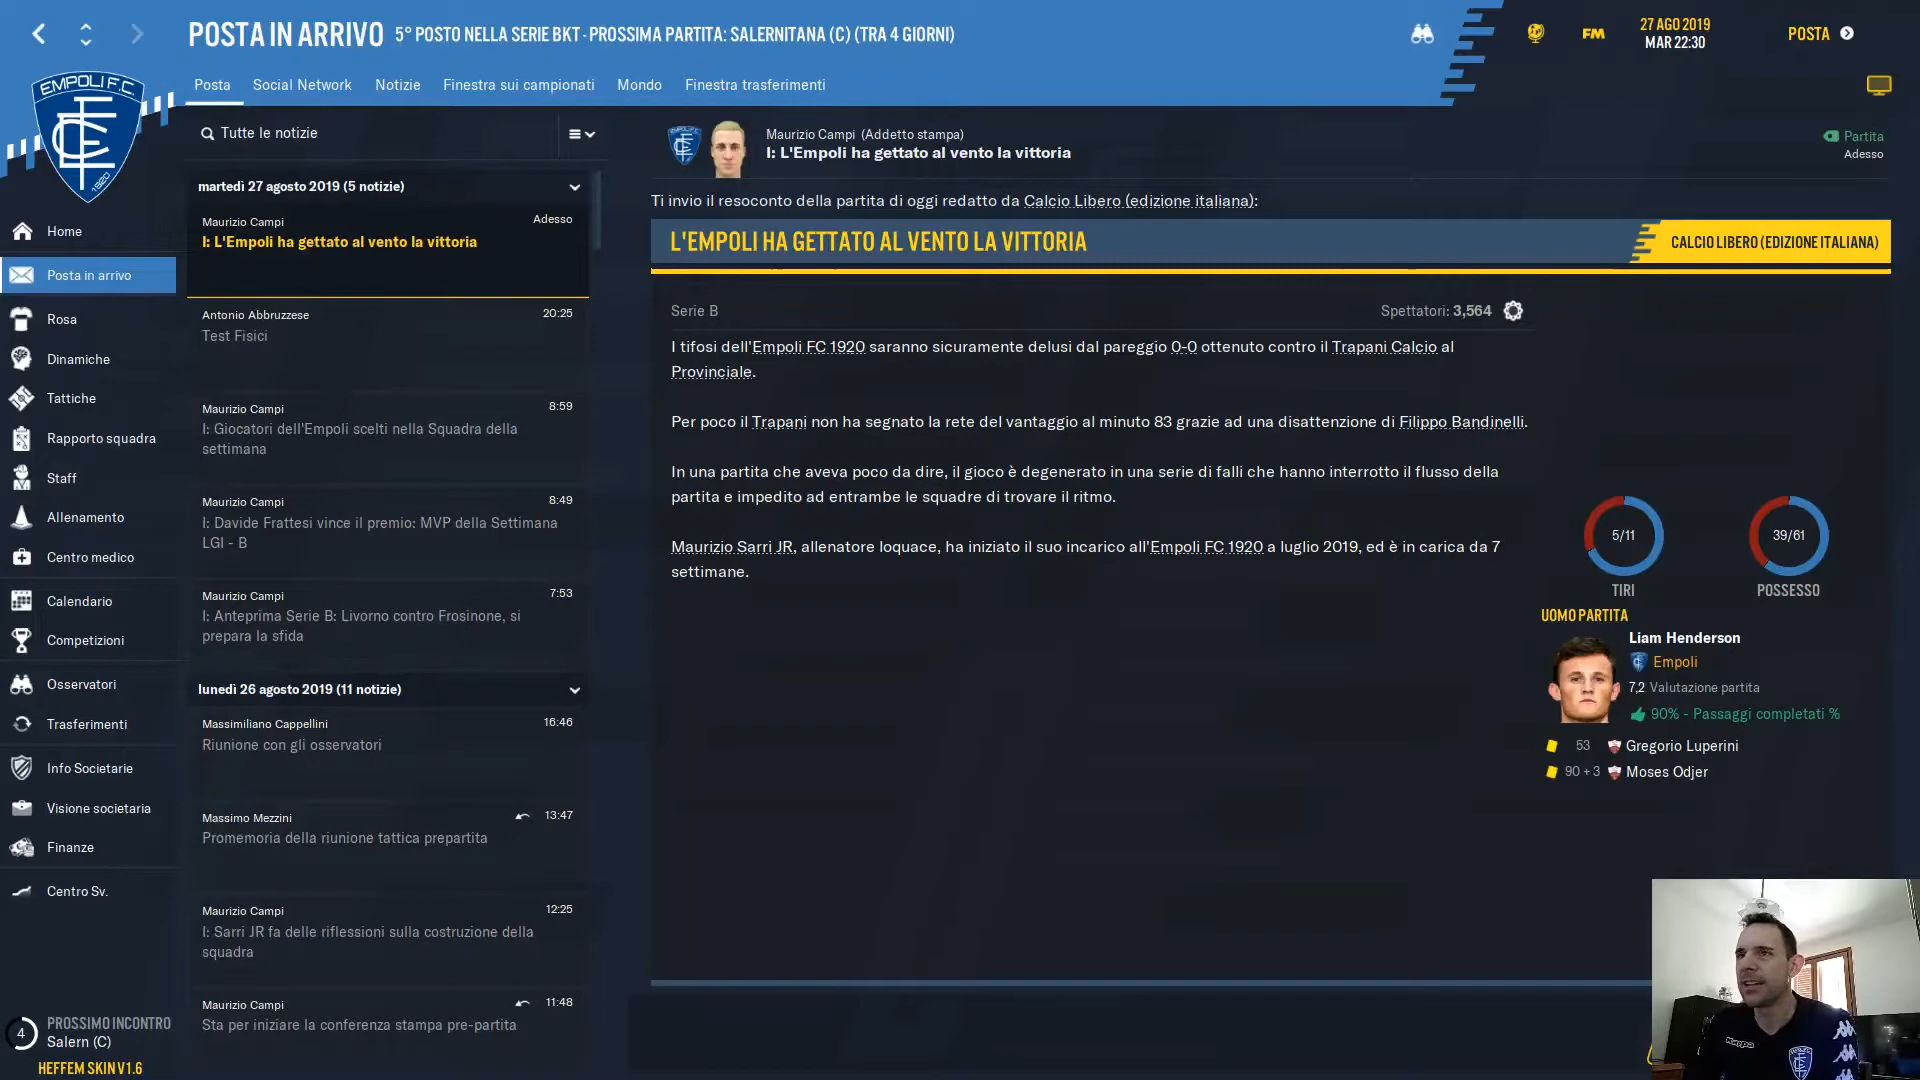 POSTA IN ARRIVO
5° POSTO NELLA SERIE BKT - PROSSIMA PARTITA: SALERNITANA (C) (TRA 4 GIORNI)
FM
27 AGO 2019
MAR 22:30
POSTA
Posta
Social Network
Notizie
Finestra sui campionati
Mondo
Finestra trasferimenti
EMPOLI F.C.
1920
Home
Posta in arrivo
Rosa
Dinamiche
Tattiche
Rapporto squadra
Staff
Allenamento
Centro medico
Calendario
Competizioni
Osservatori
Trasferimenti
Info Societarie
Visione societaria
Finanze
Centro Sv.
4
PROSSIMO INCONTRO
Salern (C)
HEFFEM SKIN V1.6
Tutte le notizie
martedì 27 agosto 2019 (5 notizie)
Maurizio Campi
Adesso
I: L'Empoli ha gettato al vento la vittoria
Antonio Abbruzzese
20:25
Test Fisici
Maurizio Campi
8:59
I: Giocatori dell'Empoli scelti nella Squadra della
settimana
Maurizio Campi
8:49
I: Davide Frattesi vince il premio: MVP della Settimana
LGI - B
Maurizio Campi
7:53
I: Anteprima Serie B: Livorno contro Frosinone, si
prepara la sfida
lunedì 26 agosto 2019 (11 notizie)
Massimiliano Cappellini
16:46
Riunione con gli osservatori
Massimo Mezzini
13:47
Promemoria della riunione tattica prepartita
Maurizio Campi
12:25
I: Sarri JR fa delle riflessioni sulla costruzione della
squadra
Maurizio Campi
11:48
Sta per iniziare la conferenza stampa pre-partita
Maurizio Campi (Addetto stampa)
I: L'Empoli ha gettato al vento la vittoria
Partita
Adesso
Ti invio il resoconto della partita di oggi redatto da Calcio Libero (edizione italiana):
L'EMPOLI HA GETTATO AL VENTO LA VITTORIA
CALCIO LIBERO (EDIZIONE ITALIANA)
Serie B
Spettatori: 3,564
I tifosi dell'Empoli FC 1920 saranno sicuramente delusi dal pareggio 0-0 ottenuto contro il Trapani Calcio al
Provinciale.
Per poco il Trapani non ha segnato la rete del vantaggio al minuto 83 grazie ad una disattenzione di Filippo Bandinelli.
In una partita che aveva poco da dire, il gioco è degenerato in una serie di falli che hanno interrotto il flusso della
partita e impedito ad entrambe le squadre di trovare il ritmo.
Maurizio Sarri JR, allenatore loquace, ha iniziato il suo incarico all'Empoli FC 1920 a luglio 2019, ed è in carica da 7
settimane.
5/11
TIRI
39/61
POSSESSO
UOMO PARTITA
Liam Henderson
Empoli
7,2 Valutazione partita
90% - Passaggi completati %
53 Gregorio Luperini
90 + 3 Moses Odjer
Kappa